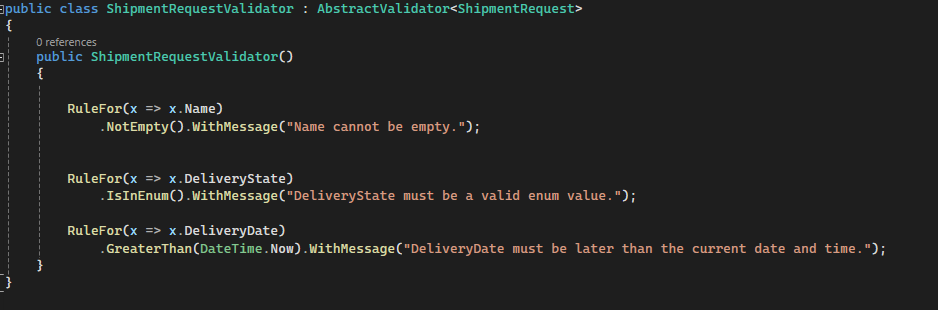 public class ShipmentRequestValidator : AbstractValidator<ShipmentRequest>
{
0 references
public ShipmentRequestValidator()
{
RuleFor(x => x.Name)
.NotEmpty().WithMessage("Name cannot be empty.");
RuleFor(x => x.DeliveryState)
.IsInEnum().WithMessage("DeliveryState must be a valid enum value.");
RuleFor(x => x.DeliveryDate)
.GreaterThan(DateTime.Now).WithMessage("DeliveryDate must be later than the current date and time.");
}
}